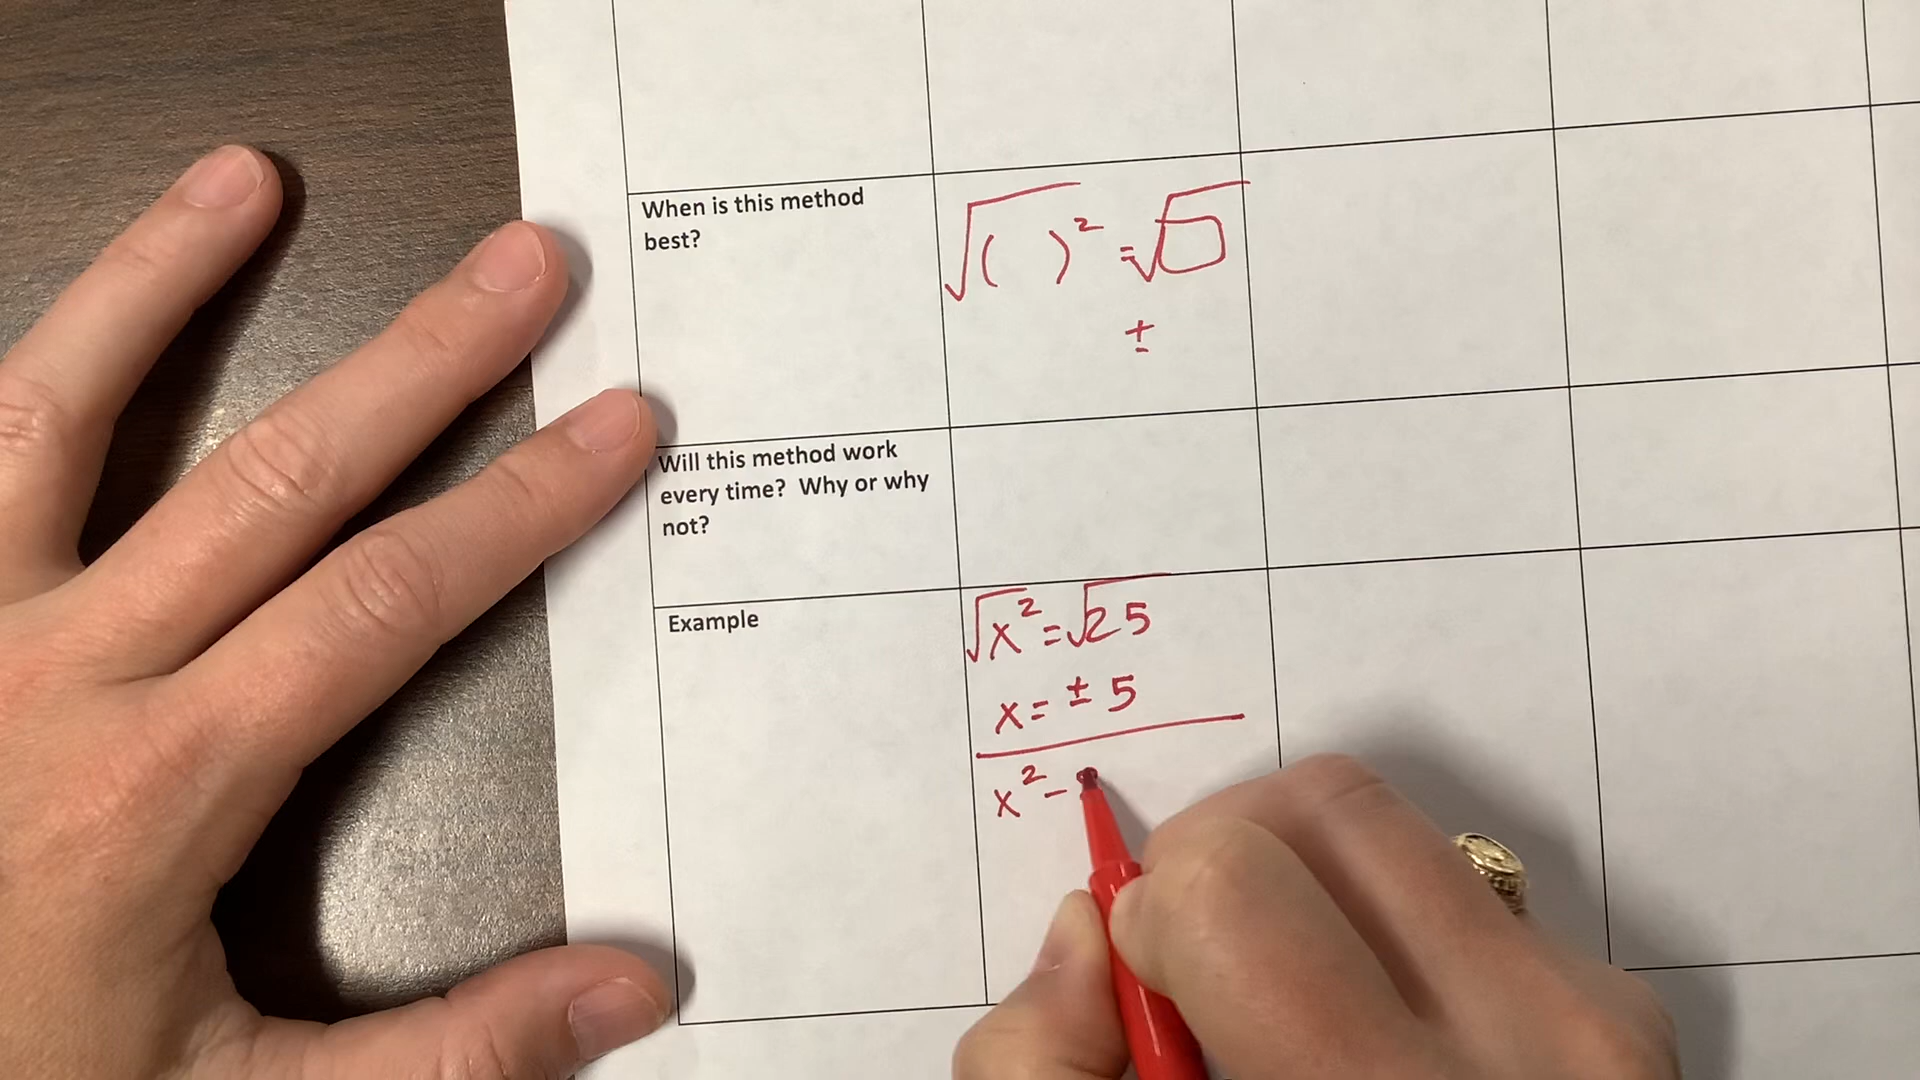 When is this method
best?
√( )² = √□
±
Will this method work
every time? Why or why
not?
Example
√x² = √25
x = ± 5
x² -